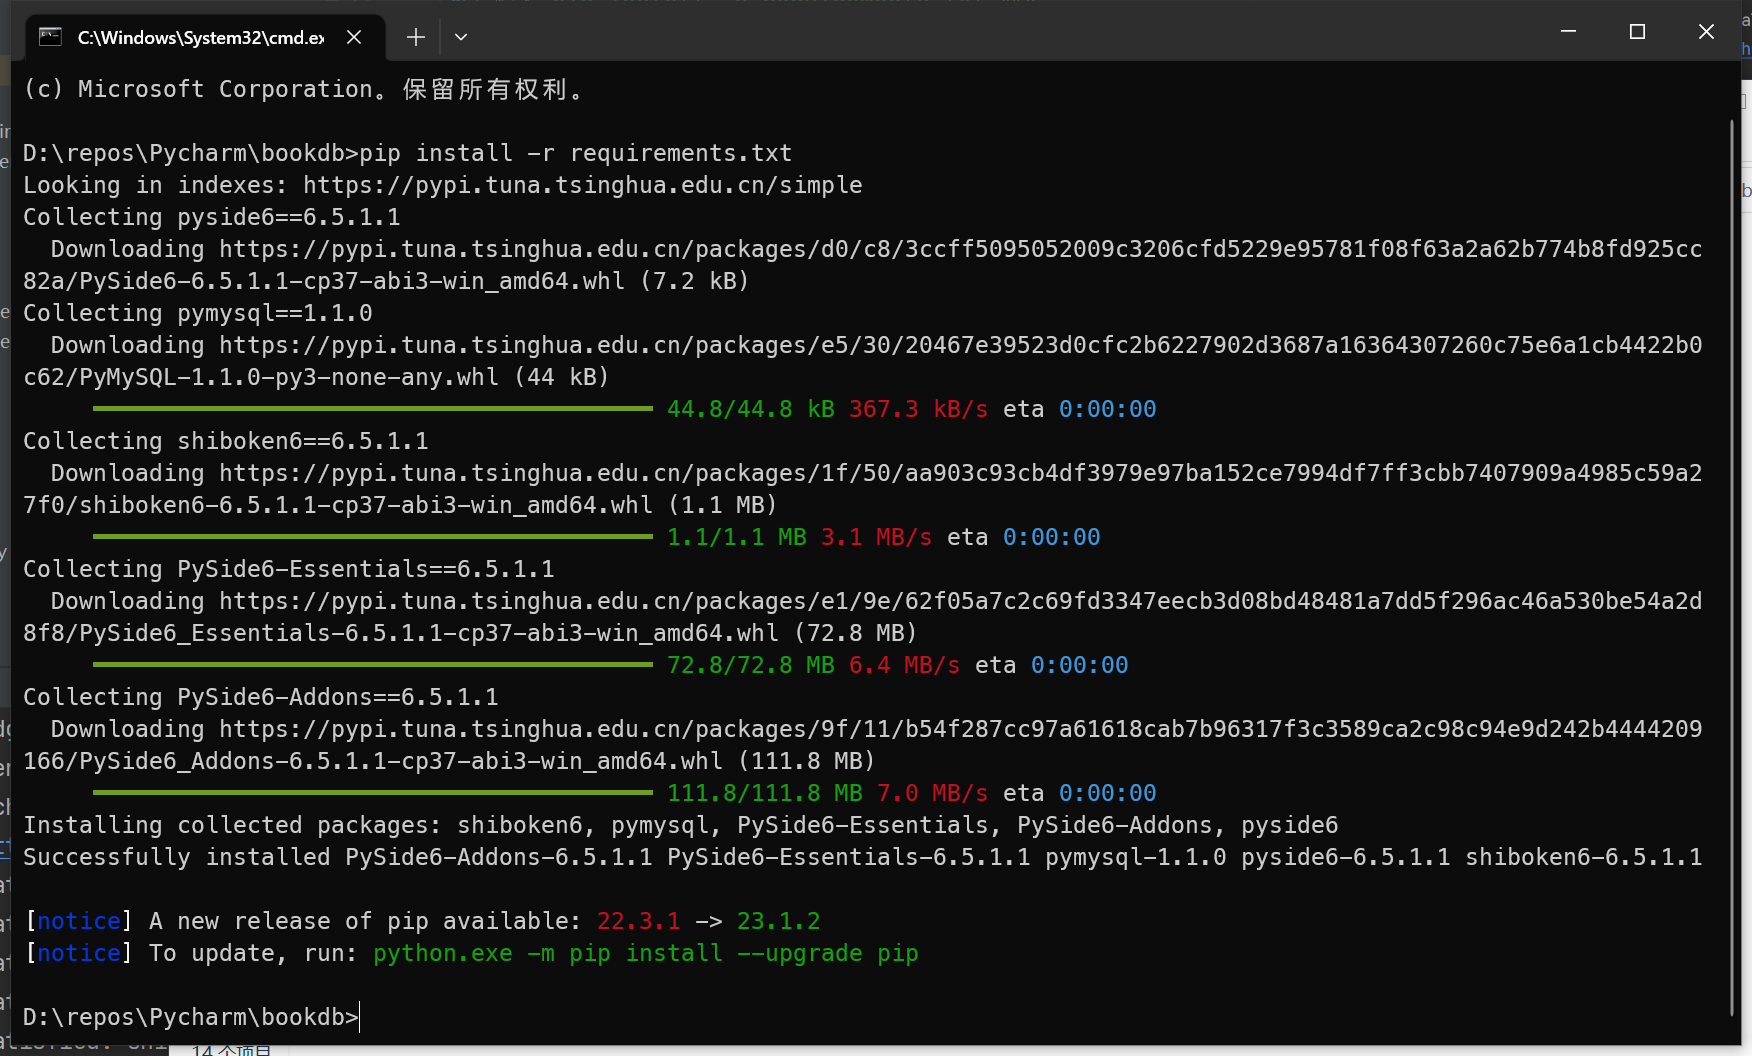 C:\Windows\System32\cmd.ex
(c) Microsoft Corporation。保留所有权利。
D:\repos\Pycharm\bookdb>pip install -r requirements.txt
Looking in indexes: https://pypi.tuna.tsinghua.edu.cn/simple
Collecting pyside6==6.5.1.1
Downloading https://pypi.tuna.tsinghua.edu.cn/packages/d0/c8/3ccff5095052009c3206cfd5229e95781f08f63a2a62b774b8fd925cc
82a/PySide6-6.5.1.1-cp37-abi3-win_amd64.whl (7.2 kB)
Collecting pymysql==1.1.0
Downloading https://pypi.tuna.tsinghua.edu.cn/packages/e5/30/20467e39523d0cfc2b6227902d3687a16364307260c75e6a1cb4422b0
c62/PyMySQL-1.1.0-py3-none-any.whl (44 kB)
44.8/44.8 kB 367.3 kB/s eta 0:00:00
Collecting shiboken6==6.5.1.1
Downloading https://pypi.tuna.tsinghua.edu.cn/packages/1f/50/aa903c93cb4df3979e97ba152ce7994df7ff3cbb7407909a4985c59a2
7f0/shiboken6-6.5.1.1-cp37-abi3-win_amd64.whl (1.1 MB)
1.1/1.1 MB 3.1 MB/s eta 0:00:00
Collecting PySide6-Essentials==6.5.1.1
Downloading https://pypi.tuna.tsinghua.edu.cn/packages/e1/9e/62f05a7c2c69fd3347eecb3d08bd48481a7dd5f296ac46a530be54a2d
8f8/PySide6_Essentials-6.5.1.1-cp37-abi3-win_amd64.whl (72.8 MB)
72.8/72.8 MB 6.4 MB/s eta 0:00:00
Collecting PySide6-Addons==6.5.1.1
Downloading https://pypi.tuna.tsinghua.edu.cn/packages/9f/11/b54f287cc97a61618cab7b96317f3c3589ca2c98c94e9d242b4444209
166/PySide6_Addons-6.5.1.1-cp37-abi3-win_amd64.whl (111.8 MB)
111.8/111.8 MB 7.0 MB/s eta 0:00:00
Installing collected packages: shiboken6, pymysql, PySide6-Essentials, PySide6-Addons, pyside6
Successfully installed PySide6-Addons-6.5.1.1 PySide6-Essentials-6.5.1.1 pymysql-1.1.0 pyside6-6.5.1.1 shiboken6-6.5.1.1
[notice] A new release of pip available: 22.3.1 -> 23.1.2
[notice] To update, run: python.exe -m pip install --upgrade pip
D:\repos\Pycharm\bookdb>
14 个项目